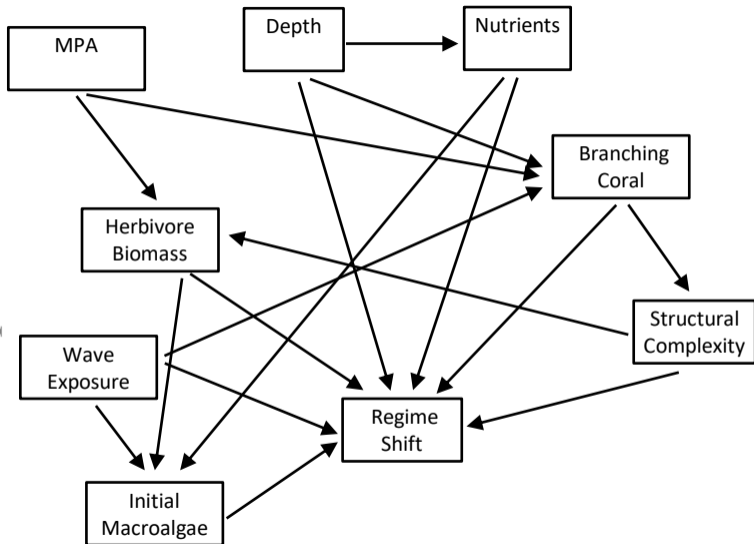 MPA
Depth
Nutrients
Branching
Coral
Herbivore
Biomass
Structural
Complexity
Wave
Exposure
Regime
Shift
Initial
Macroalgae